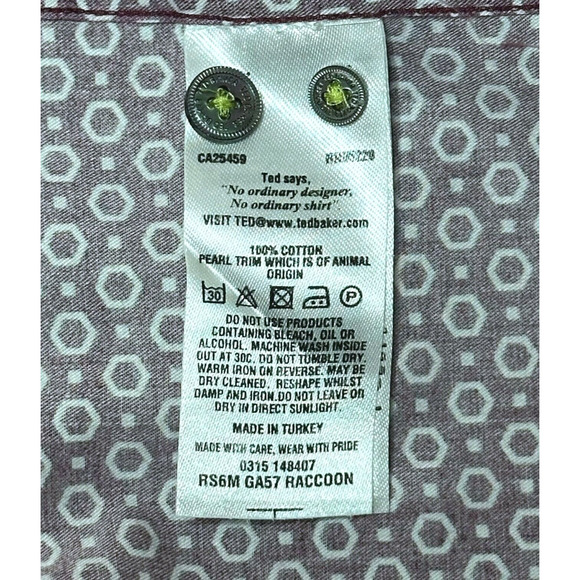 CA25459
Ted says,
"No ordinary designer,
No ordinary shirt".
VISIT TED@www.tedbaker.com
100% COTTON
PEARL TRIM WHICH IS OF ANIMAL
ORIGIN
30 P
DO NOT USE PRODUCTS
CONTAINING BLEACH, OIL OR
ALCOHOL. MACHINE WASH INSIDE
OUT AT 30C. DO NOT TUMBLE DRY.
WARM IRON ON REVERSE. MAY BE
DRY CLEANED. RESHAPE WHILST
DAMP AND IRON.DO NOT LEAVE OR
DRY IN DIRECT SUNLIGHT.
MADE IN TURKEY
MADE WITH CARE, WEAR WITH PRIDE
0315 148407
RS6M GA57 RACCOON